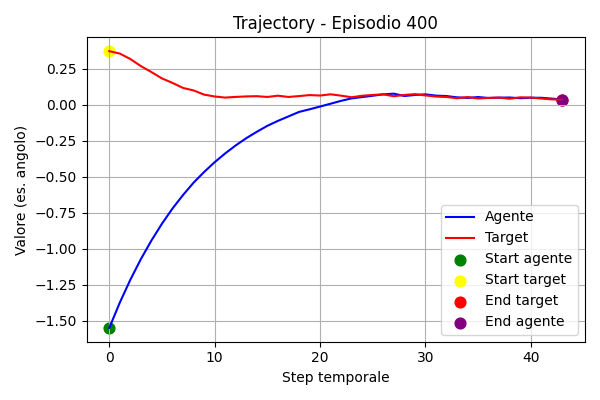 Trajectory - Episodio 400
Valore (es. angolo)
0.25
0.00
−0.25
−0.50
−0.75
−1.00
−1.25
−1.50
0
10
20
30
40
Step temporale
Agente
Target
Start agente
Start target
End target
End agente